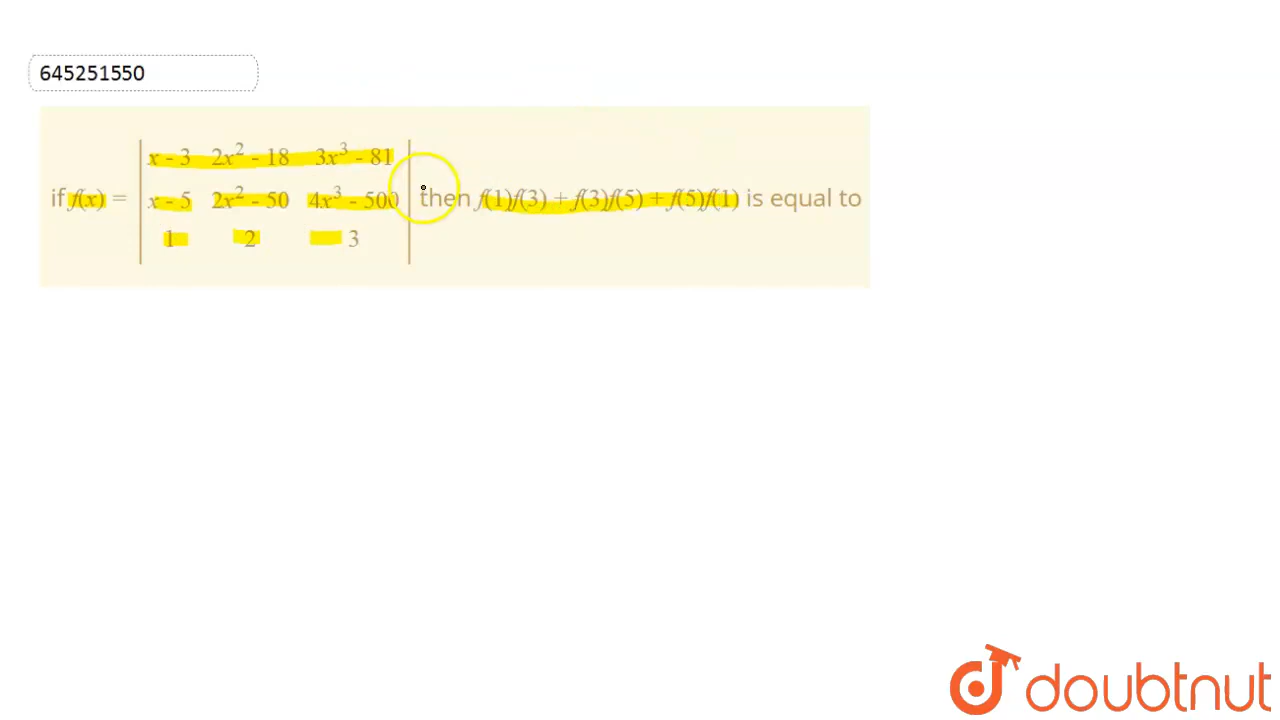 645251550
x - 3 2x² - 18 3x³ - 81
if f(x) = x - 5 2x² - 50 4x³ - 500 then f(1)f(3) + f(3)f(5) + f(5)f(1) is equal to
1 2 3
doubtnut